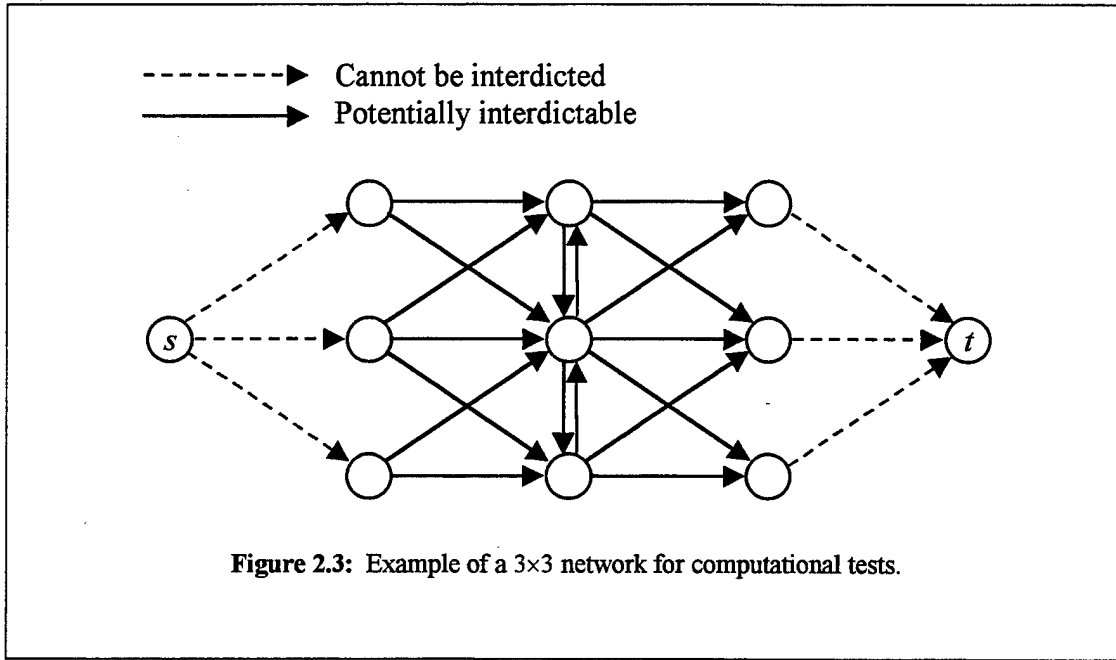 Cannot be interdicted
Potentially interdictable
s
t
Figure 2.3: Example of a 3×3 network for computational tests.